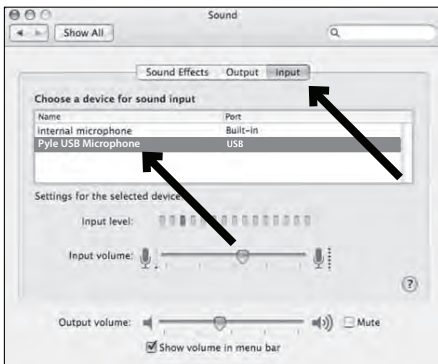 Sound
Show All
Sound Effects Output Input
Choose a device for sound input
Name Port
internal microphone Built-in
Pyle USB Microphone USB
Settings for the selected device
Input level:
Input volume:
?
Output volume: Mute
Show volume in menu bar